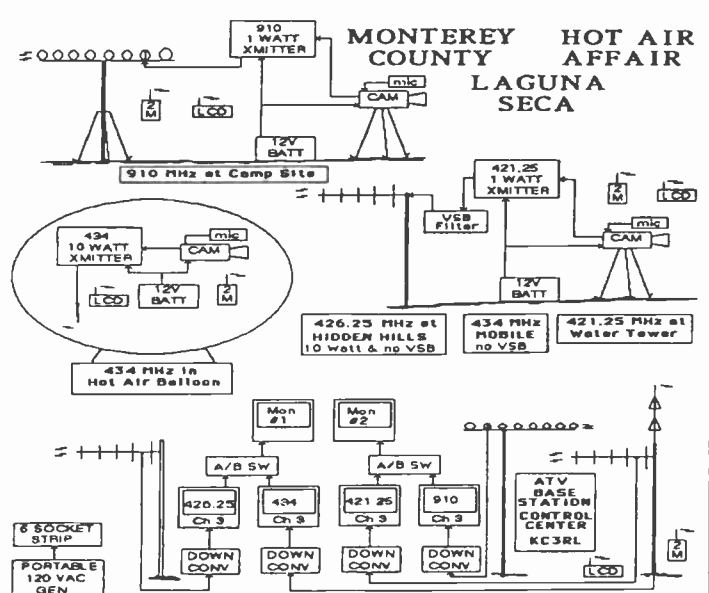 MONTEREY HOT AIR
COUNTY AFFAIR
LAGUNA
SECA
910
1 WATT
XMITTER
mic
CAM
2
M
LCD
12V
BATT
910 MHz at Camp Site
421.25
1 WATT
XMITTER
VSB
Filter
2
M
LCD
mic
CAM
12V
BATT
434
10 WATT
XMITTER
mic
CAM
LCD
12V
BATT
2
M
434 MHz in
Hot Air Balloon
426.25 MHz at
HIDDEN HILLS
10 Watt & no VSB
434 MHz
MOBILE
no VSB
421.25 MHz at
Water Tower
Mon
#1
Mon
#2
A/B SW
A/B SW
426.25
Ch 3
434
Ch 3
421.25
Ch 3
910
Ch 3
DOWN
CONV
DOWN
CONV
DOWN
CONV
DOWN
CONV
ATV
BASE
STATION
CONTROL
CENTER
KC3RL
LCD
2
M
6 SOCKET
STRIP
PORTABLE
120 VAC
GEN